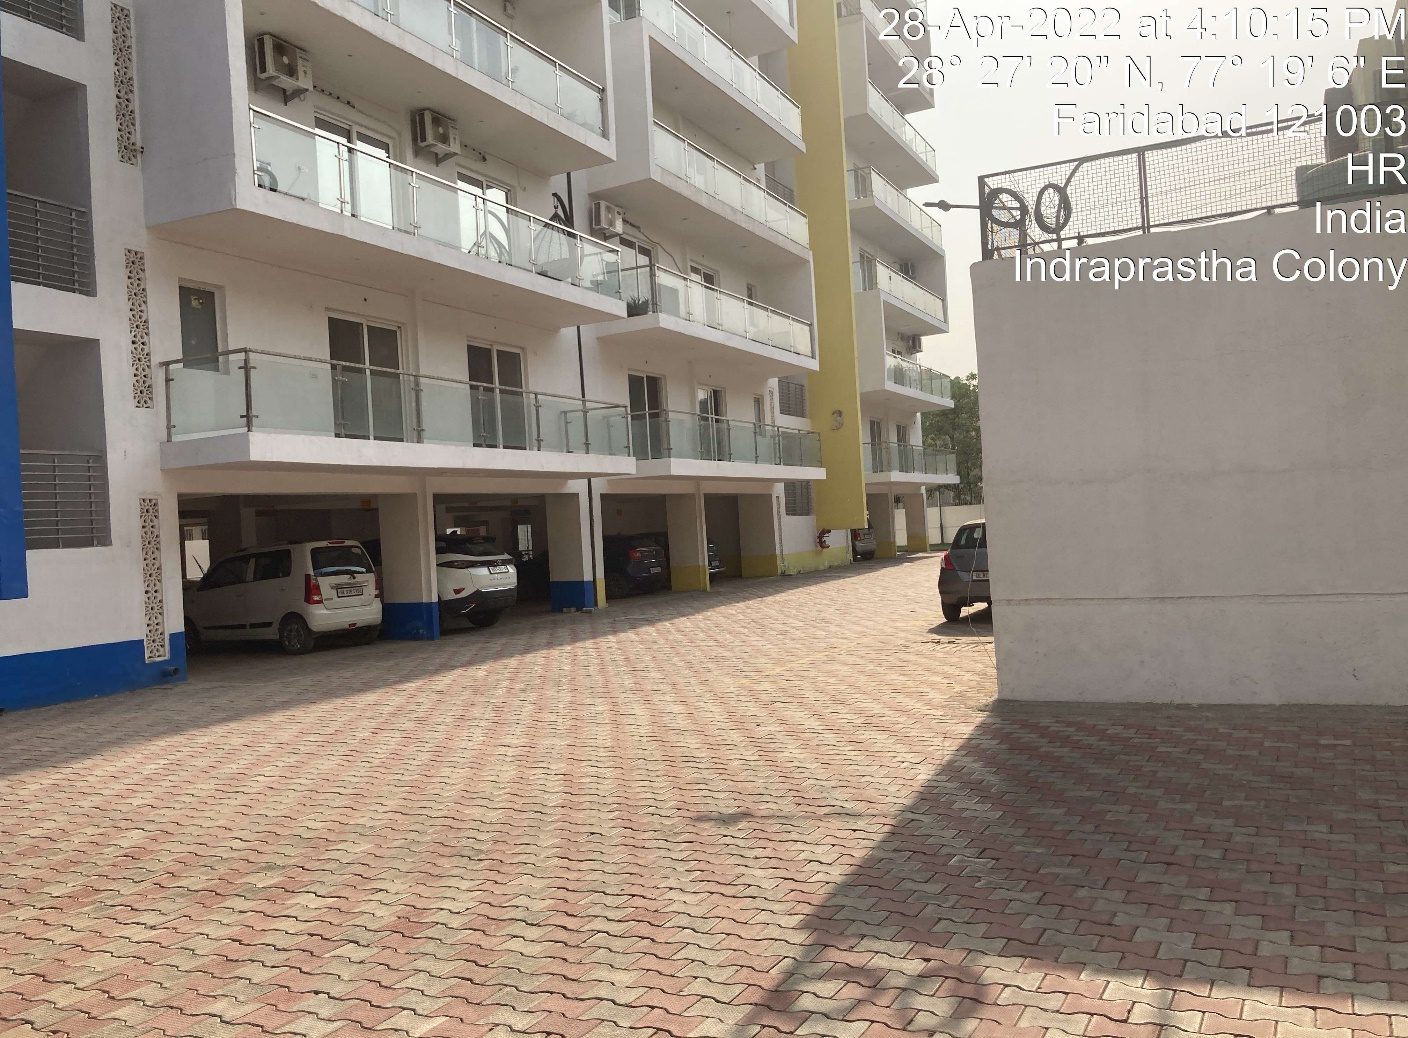 28-Apr-2022 at 4:10:15 PM
28° 27' 20" N, 77° 19' 6" E
Faridabad 121003
HR
India
Indraprastha Colony
3